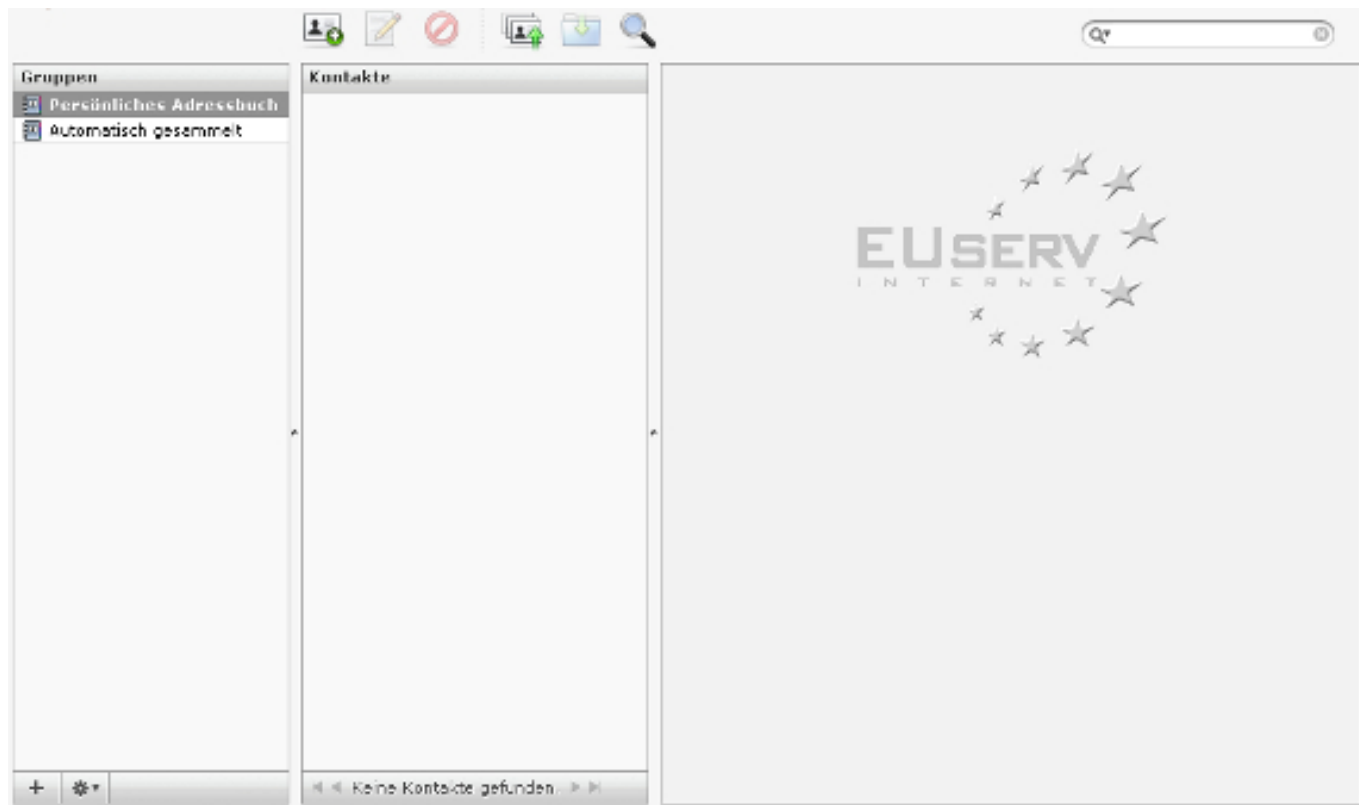 Gruppen
Persönliches Adressbuch
Automatisch gesammelt
Kontakte
Keine Kontakte gefunden.
EUSERV
INTERNET